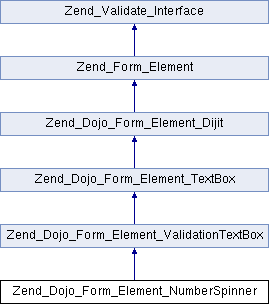 Zend_Validate_Interface
Zend_Form_Element
Zend_Dojo_Form_Element_Dijit
Zend_Dojo_Form_Element_TextBox
Zend_Dojo_Form_Element_ValidationTextBox
Zend_Dojo_Form_Element_NumberSpinner